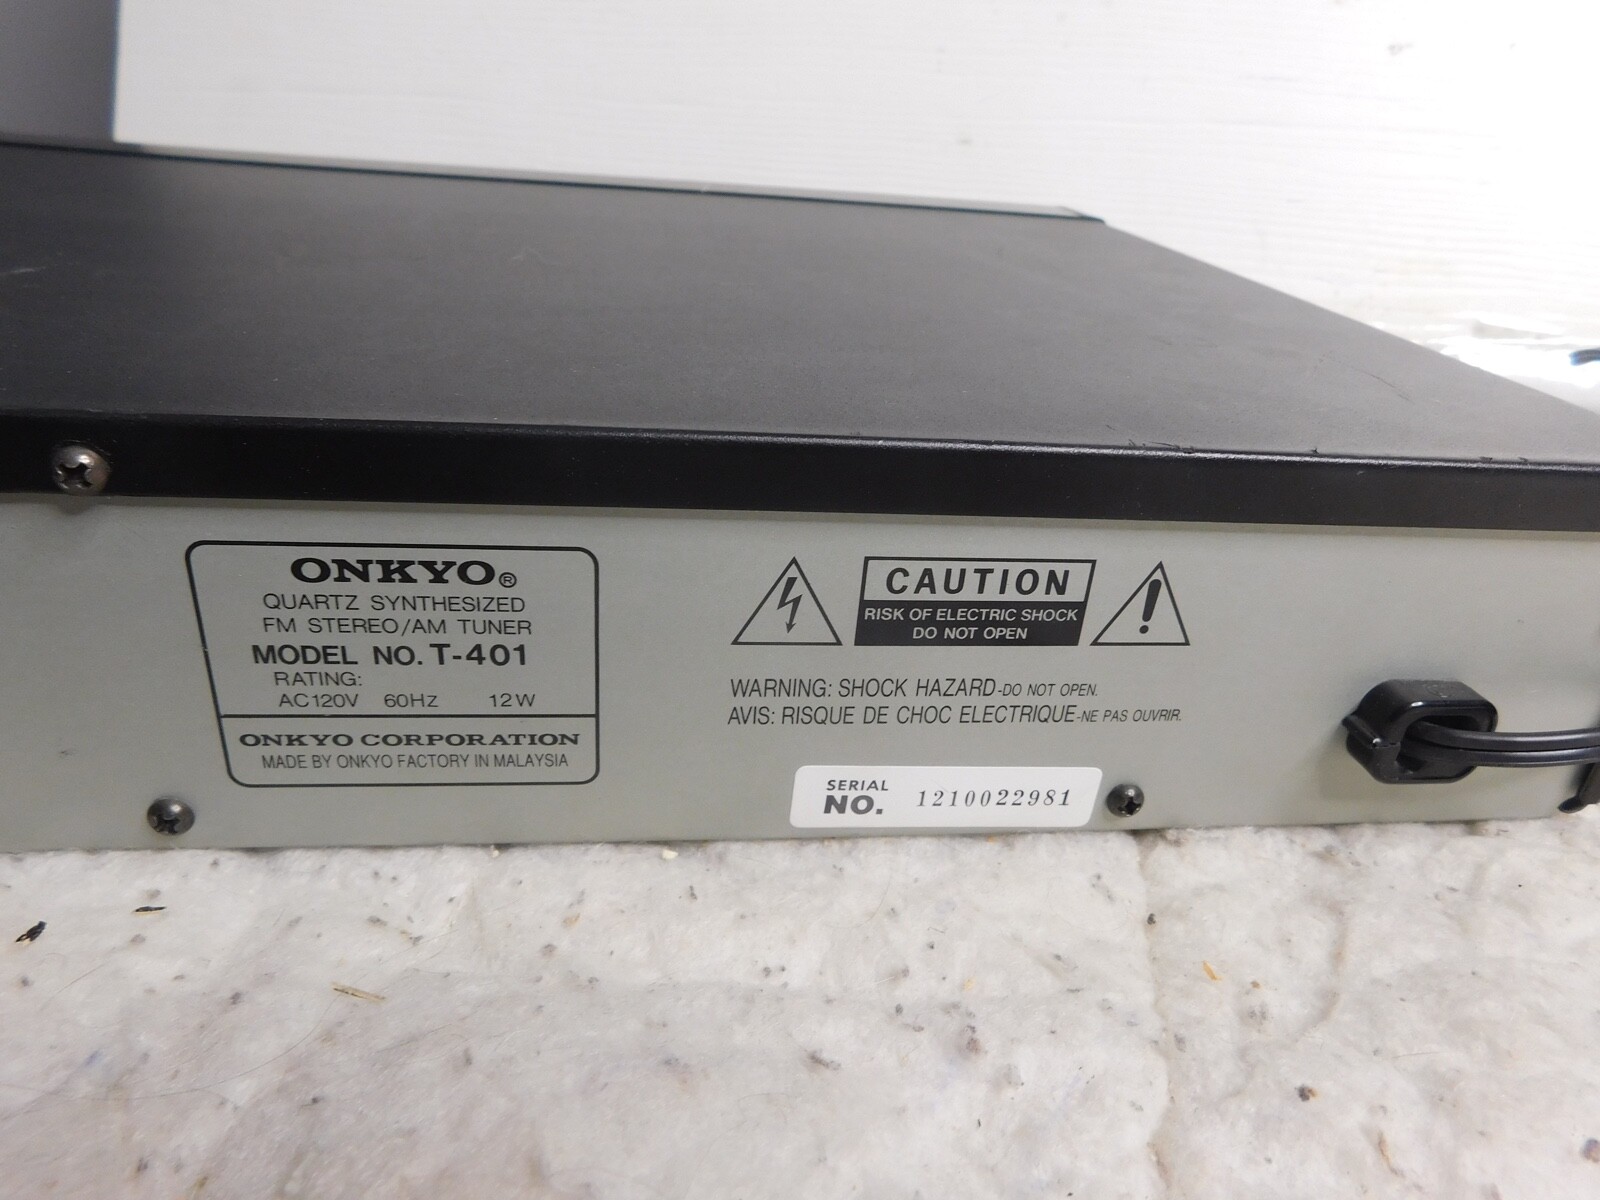 ONKYO®
QUARTZ SYNTHESIZED
FM STEREO/AM TUNER
MODEL NO. T-401
RATING:
AC120V 60Hz 12W
ONKYO CORPORATION
MADE BY ONKYO FACTORY IN MALAYSIA
CAUTION
RISK OF ELECTRIC SHOCK
DO NOT OPEN
WARNING: SHOCK HAZARD-DO NOT OPEN.
AVIS: RISQUE DE CHOC ELECTRIQUE-NE PAS OUVRIR.
SERIAL
NO. 1210022981